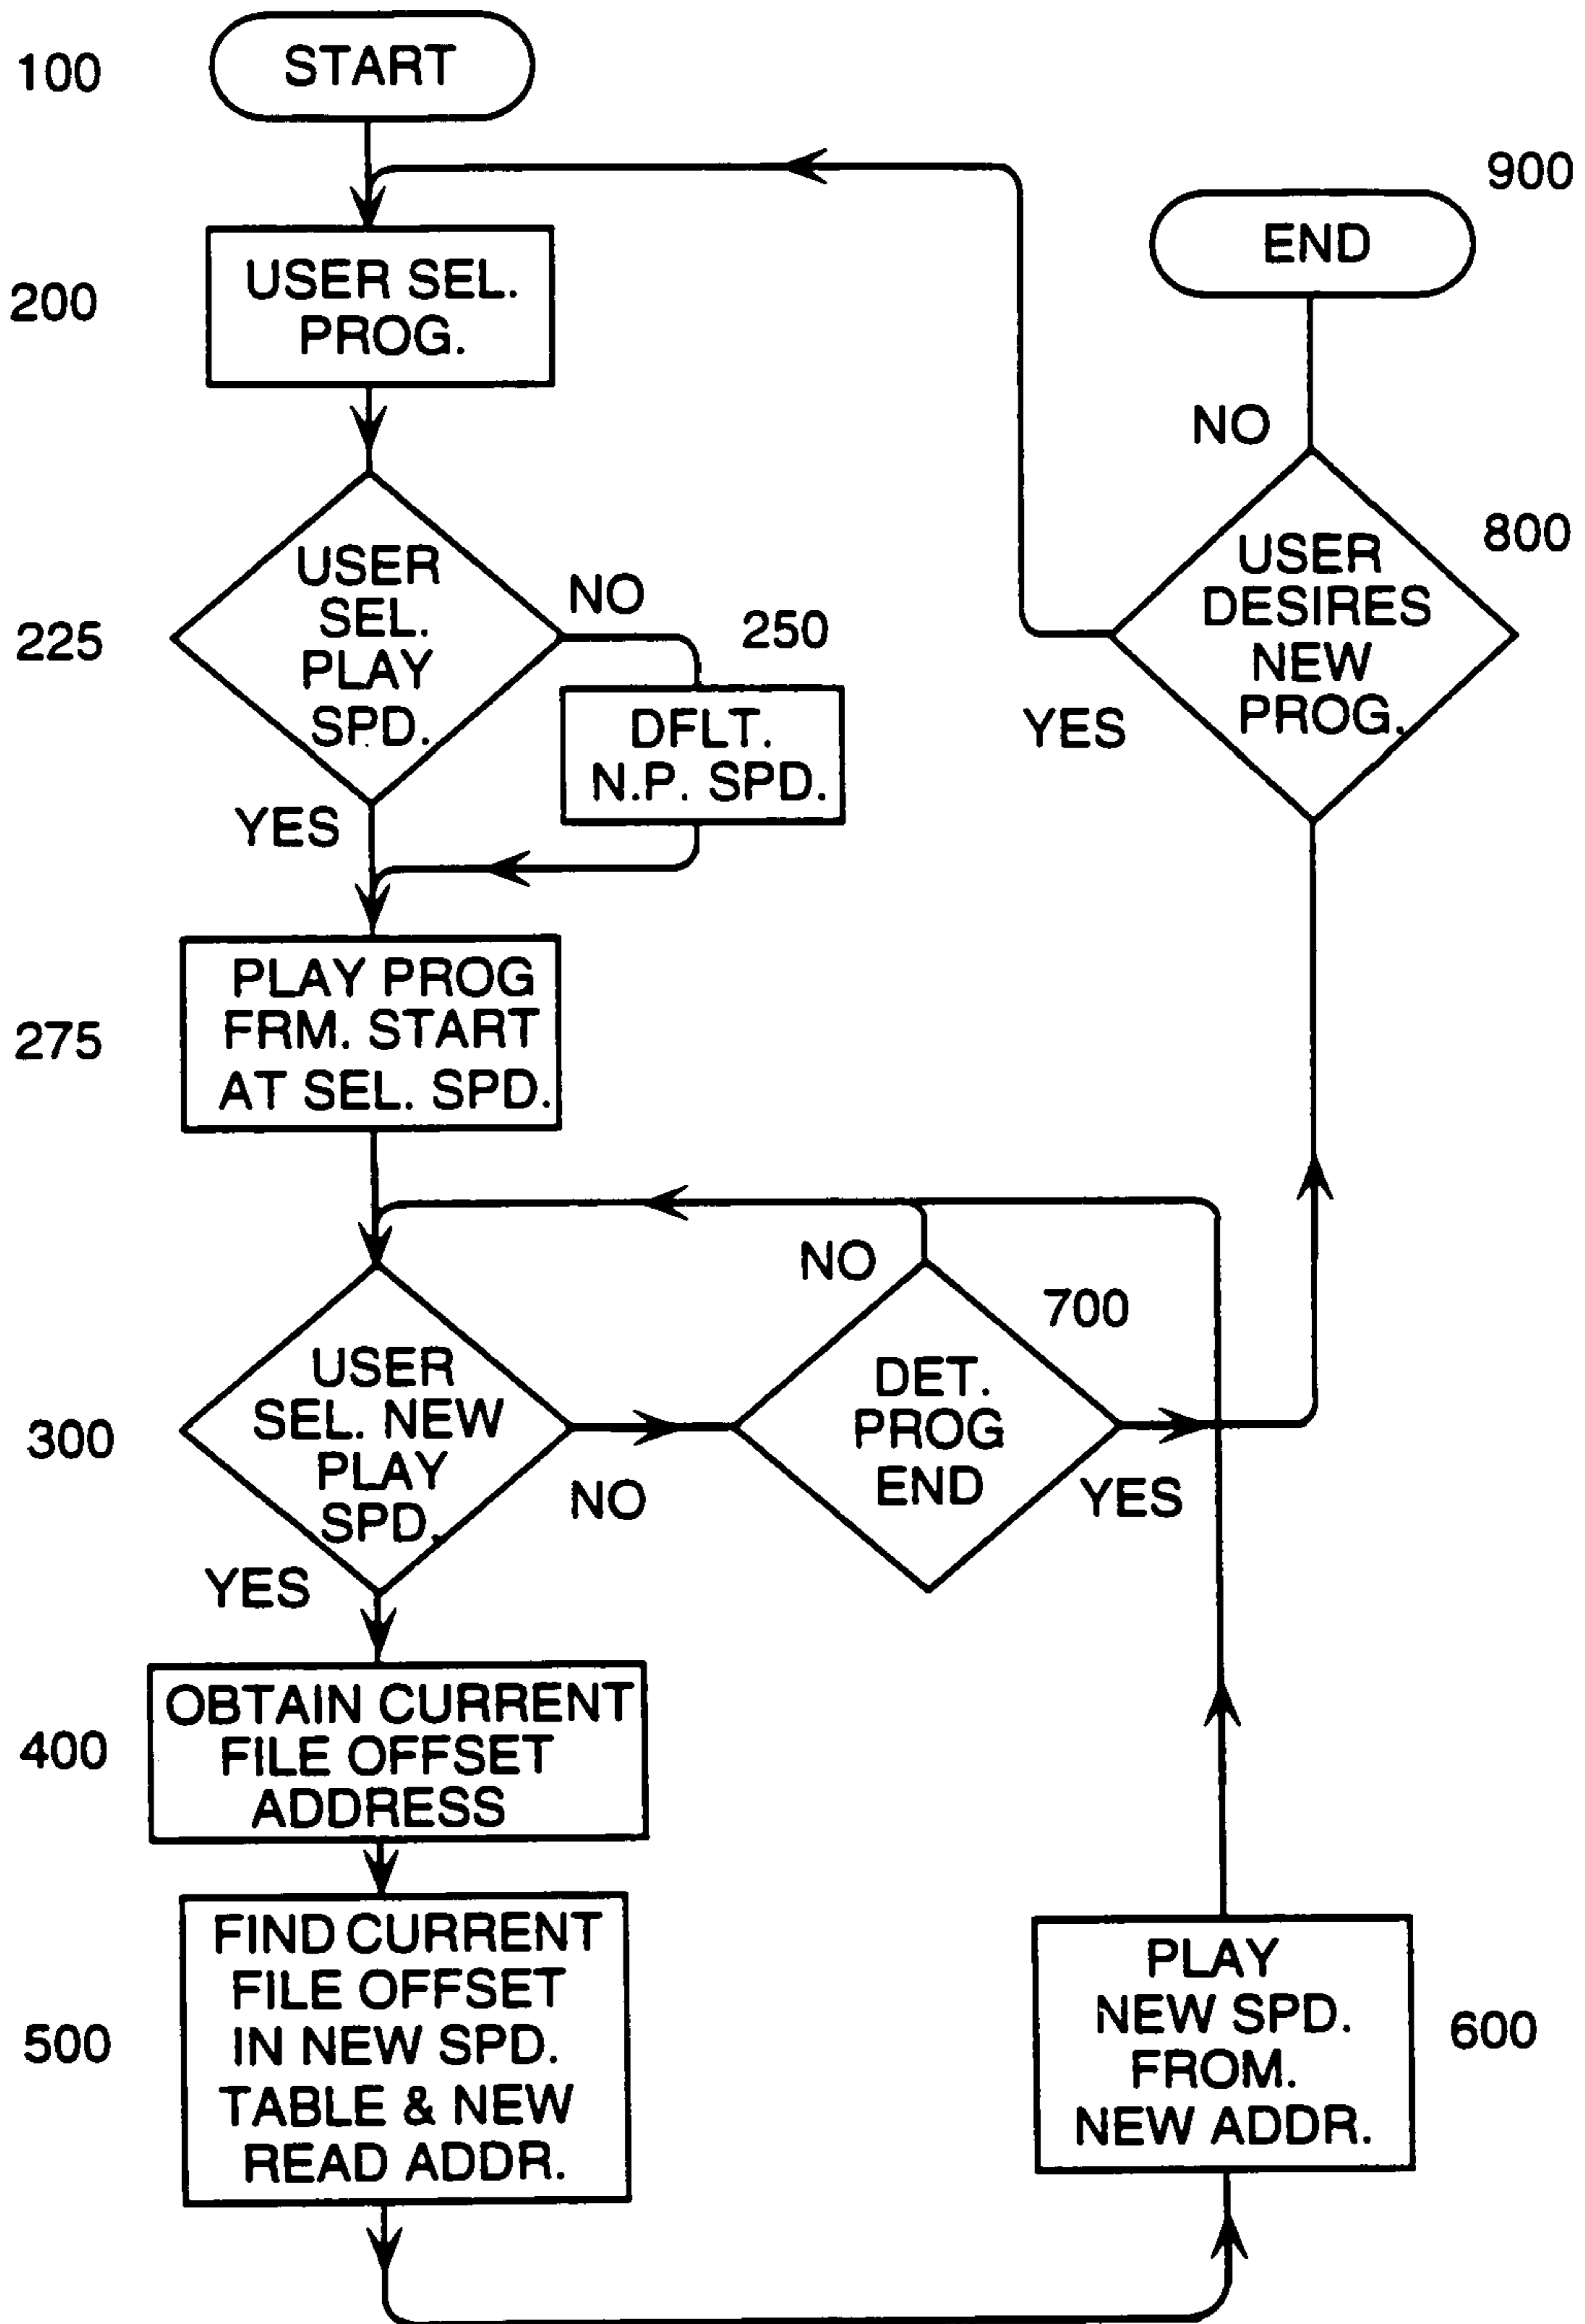 100
START
900
END
200
USER SEL.
PROG.
NO
800
USER
DESIRES
NEW
PROG.
YES
225
USER
SEL.
PLAY
SPD.
NO
250
DFLT.
N.P. SPD.
YES
275
PLAY PROG
FRM. START
AT SEL. SPD.
300
USER
SEL. NEW
PLAY
SPD.
NO
YES
NO
700
DET.
PROG
END
YES
400
OBTAIN CURRENT
FILE OFFSET
ADDRESS
500
FIND CURRENT
FILE OFFSET
IN NEW SPD.
TABLE & NEW
READ ADDR.
PLAY
NEW SPD.
FROM.
NEW ADDR.
600